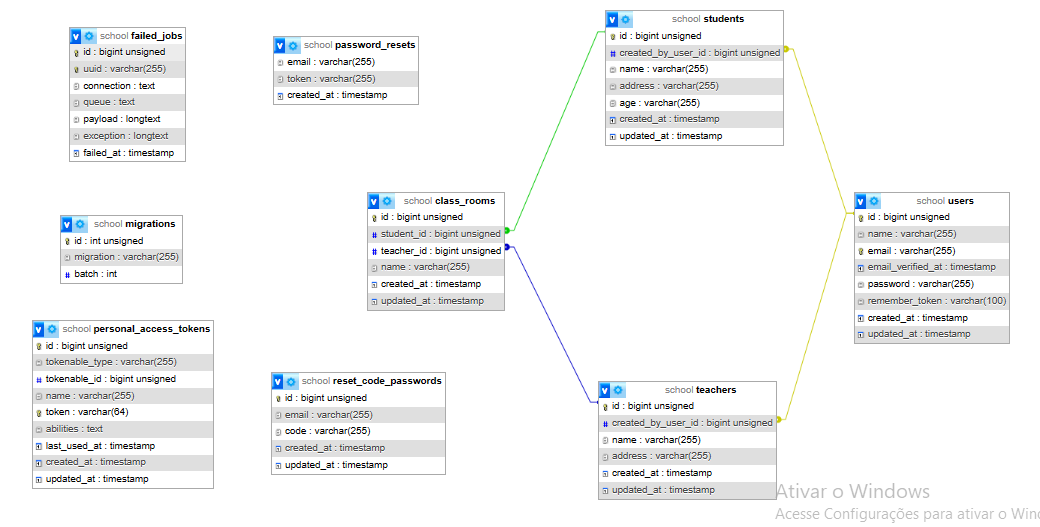 school failed_jobs
id : bigint unsigned
uuid : varchar(255)
connection : text
queue : text
payload : longtext
exception : longtext
failed_at : timestamp
school password_resets
email : varchar(255)
token : varchar(255)
created_at : timestamp
school students
id : bigint unsigned
created_by_user_id : bigint unsigned
name : varchar(255)
address : varchar(255)
age : varchar(255)
created_at : timestamp
updated_at : timestamp
school migrations
id : int unsigned
migration : varchar(255)
batch : int
school class_rooms
id : bigint unsigned
student_id : bigint unsigned
teacher_id : bigint unsigned
name : varchar(255)
created_at : timestamp
updated_at : timestamp
school users
id : bigint unsigned
name : varchar(255)
email : varchar(255)
email_verified_at : timestamp
password : varchar(255)
remember_token : varchar(100)
created_at : timestamp
updated_at : timestamp
school personal_access_tokens
id : bigint unsigned
tokenable_type : varchar(255)
tokenable_id : bigint unsigned
name : varchar(255)
token : varchar(64)
abilities : text
last_used_at : timestamp
created_at : timestamp
updated_at : timestamp
school reset_code_passwords
id : bigint unsigned
email : varchar(255)
code : varchar(255)
created_at : timestamp
updated_at : timestamp
school teachers
id : bigint unsigned
created_by_user_id : bigint unsigned
name : varchar(255)
address : varchar(255)
created_at : timestamp
updated_at : timestamp
Ativar o Windows
Acesse Configurações para ativar o Win